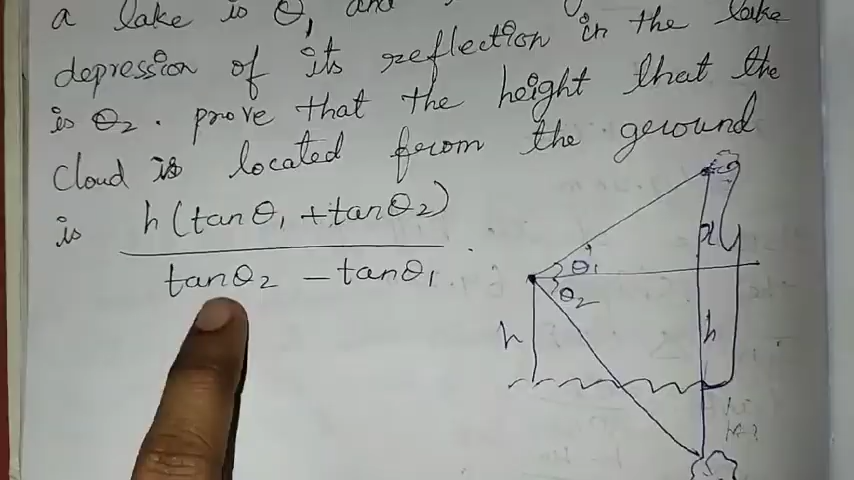 a lake is θ₁ and
depression of its reflection in the lake
is θ₂. prove that the height that the
cloud is located from the ground
is h(tanθ₁ + tanθ₂)
tanθ₂ - tanθ₁
x
θ₁
θ₂
h
h